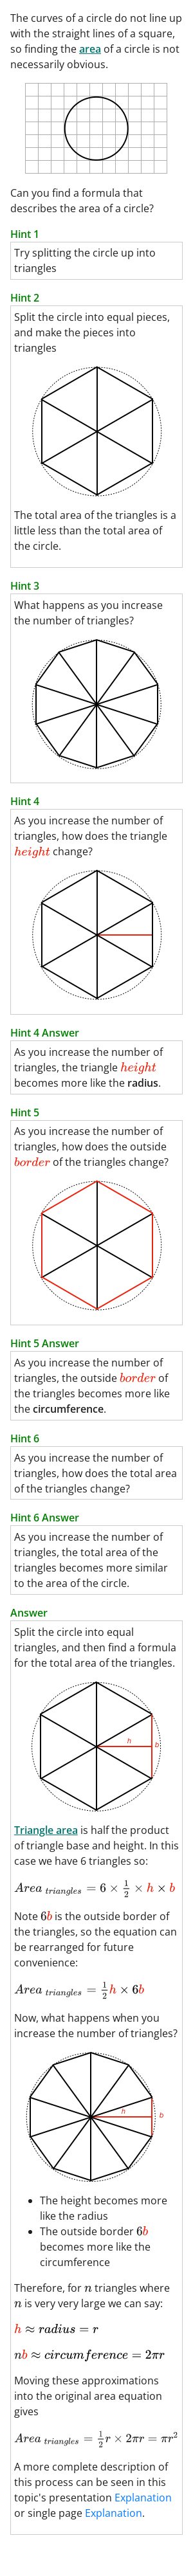 The curves of a circle do not line up
with the straight lines of a square,
so finding the area of a circle is not
necessarily obvious.
Can you find a formula that
describes the area of a circle?
Hint 1
Try splitting the circle up into
triangles
Hint 2
Split the circle into equal pieces,
and make the pieces into
triangles
The total area of the triangles is a
little less than the total area of
the circle.
Hint 3
What happens as you increase
the number of triangles?
Hint 4
As you increase the number of
triangles, how does the triangle
height change?
Hint 4 Answer
As you increase the number of
triangles, the triangle height
becomes more like the radius.
Hint 5
As you increase the number of
triangles, how does the outside
border of the triangles change?
Hint 5 Answer
As you increase the number of
triangles, the outside border of
the triangles becomes more like
the circumference.
Hint 6
As you increase the number of
triangles, how does the total area
of the triangles change?
Hint 6 Answer
As you increase the number of
triangles, the total area of the
triangles becomes more similar
to the area of the circle.
Answer
Split the circle into equal
triangles, and then find a formula
for the total area of the triangles.
h
b
Triangle area is half the product
of triangle base and height. In this
case we have 6 triangles so:
Area triangles = 6 × 1/2 × h × b
Note 6b is the outside border of
the triangles, so the equation can
be rearranged for future
convenience:
Area triangles = 1/2 h × 6b
Now, what happens when you
increase the number of triangles?
h
b
• The height becomes more
like the radius
• The outside border 6b
becomes more like the
circumference
Therefore, for n triangles where
n is very very large we can say:
h ≈ radius = r
nb ≈ circumference = 2πr
Moving these approximations
into the original area equation
gives
Area triangles = 1/2 r × 2πr = πr²
A more complete description of
this process can be seen in this
topic's presentation Explanation
or single page Explanation.